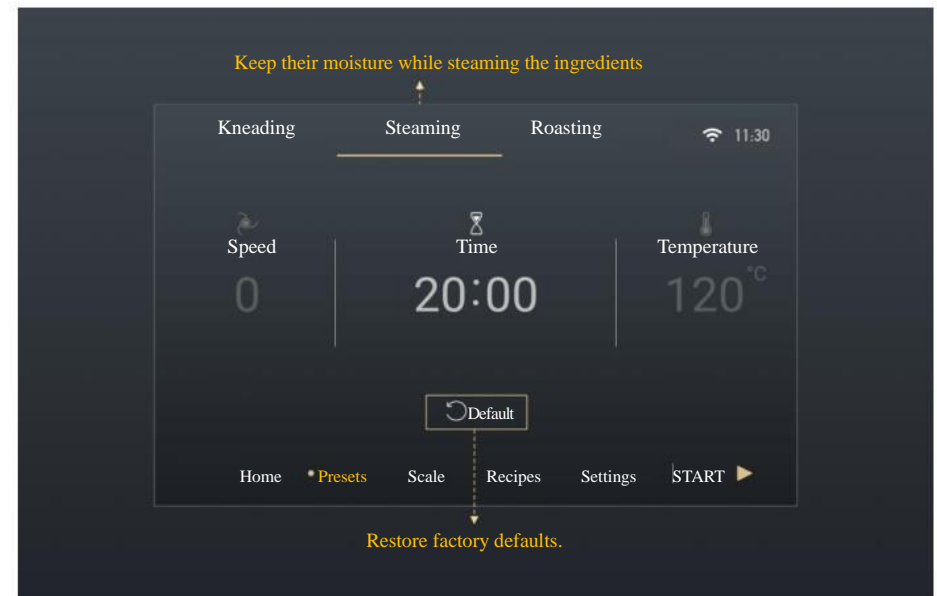 Keep their moisture while steaming the ingredients
Kneading Steaming Roasting 11:30
Speed Time Temperature
0 20:00 120°C
Default
Home Presets Scale Recipes Settings START
Restore factory defaults.